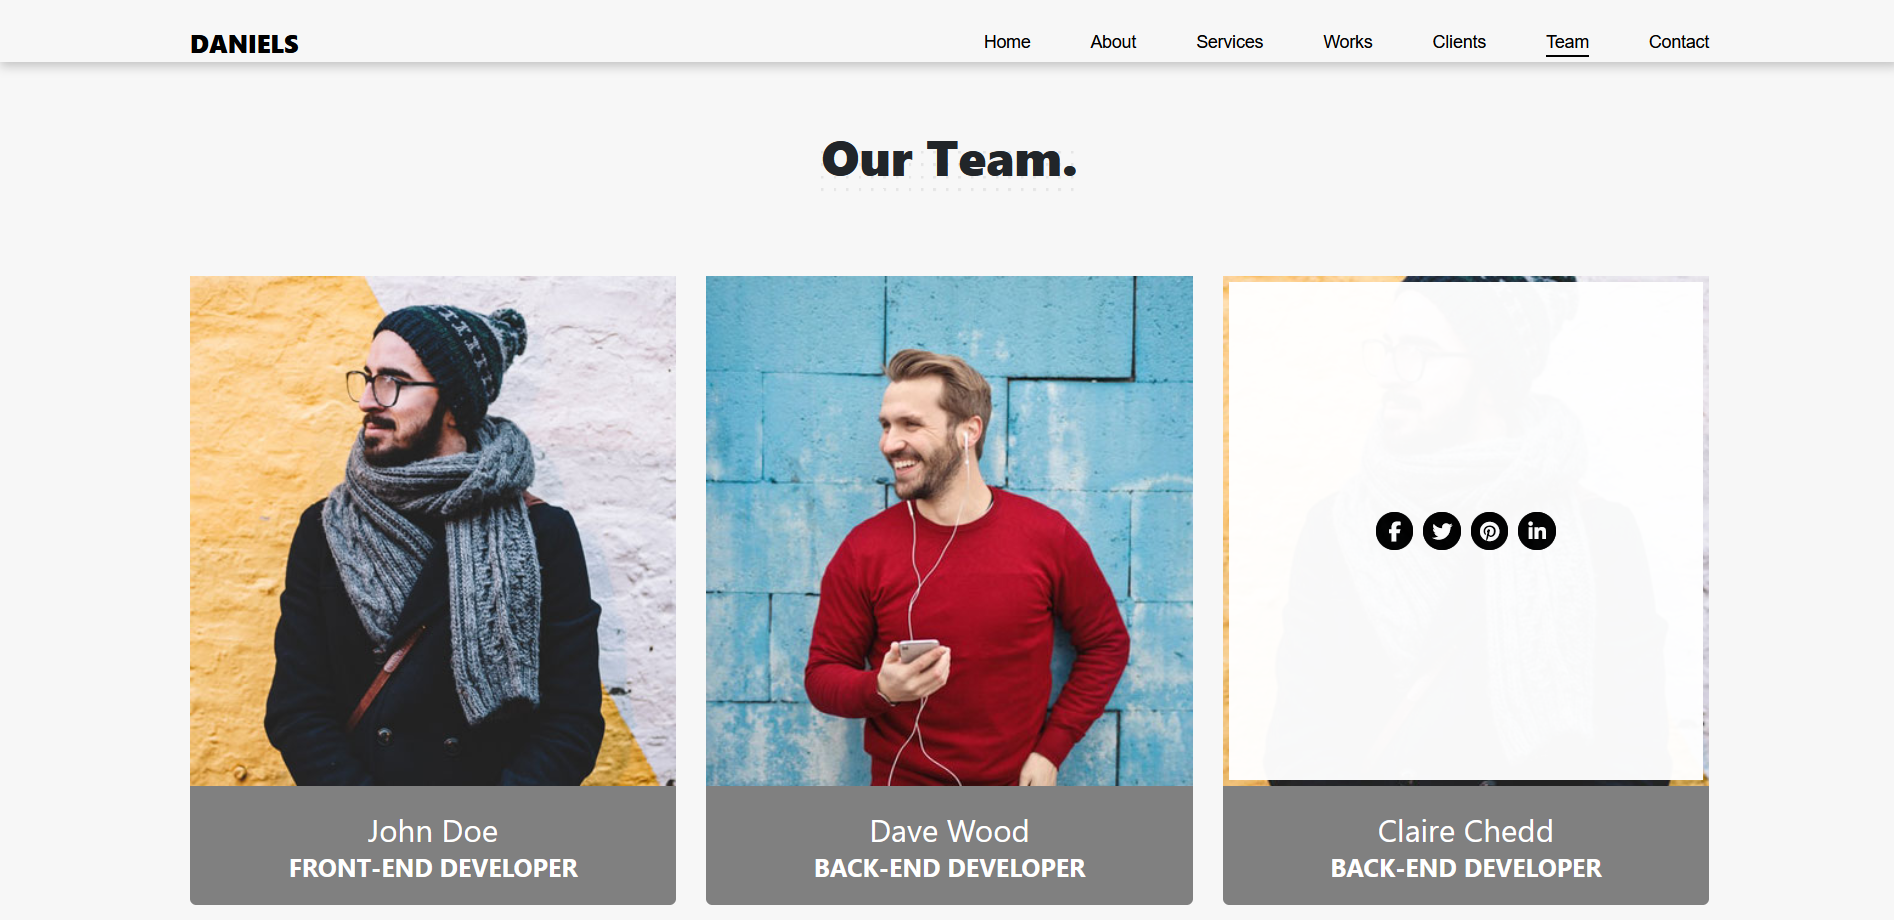 DANIELS
Home About Services Works Clients Team Contact
Our Team.
John Doe
FRONT-END DEVELOPER
Dave Wood
BACK-END DEVELOPER
Claire Chedd
BACK-END DEVELOPER